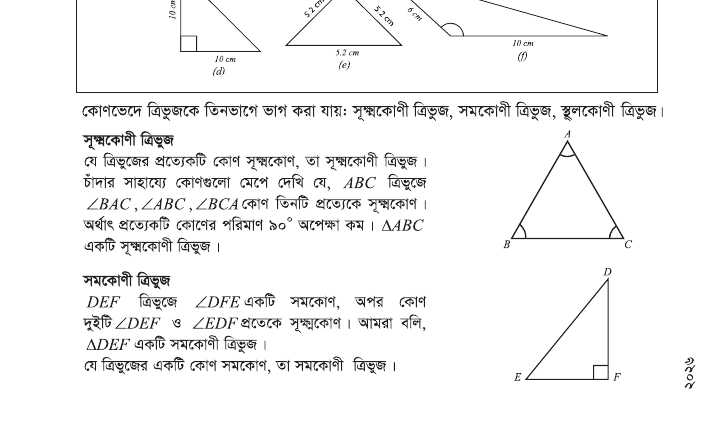 10 cm
5.2 cm
5.2 cm
6 cm
10 cm
5.2 cm
10 cm
(d)
(e)
(f)
কোণভেদে ত্রিভুজকে তিনভাগে ভাগ করা যায়: সূক্ষ্মকোণী ত্রিভুজ, সমকোণী ত্রিভুজ, স্থূলকোণী ত্রিভুজ।
সূক্ষ্মকোণী ত্রিভুজ
যে ত্রিভুজের প্রত্যেকটি কোণ সূক্ষ্মকোণ, তা সূক্ষ্মকোণী ত্রিভুজ।
চাঁদার সাহায্যে কোণগুলো মেপে দেখি যে, ABC ত্রিভুজে
∠BAC , ∠ABC , ∠BCA কোণ তিনটি প্রত্যেকে সূক্ষ্মকোণ।
অর্থাৎ প্রত্যেকটি কোণের পরিমাণ ৯০° অপেক্ষা কম। ΔABC
একটি সূক্ষ্মকোণী ত্রিভুজ।
A
B
C
সমকোণী ত্রিভুজ
DEF ত্রিভুজে ∠DFE একটি সমকোণ, অপর কোণ
দুইটি ∠DEF ও ∠EDF প্রতেকে সূক্ষ্মকোণ। আমরা বলি,
ΔDEF একটি সমকোণী ত্রিভুজ।
যে ত্রিভুজের একটি কোণ সমকোণ, তা সমকোণী ত্রিভুজ।
D
E
F